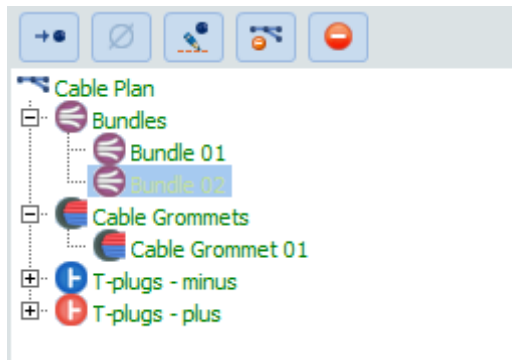 Cable Plan
Bundles
Bundle 01
Bundle 02
Cable Grommets
Cable Grommet 01
T-plugs - minus
T-plugs - plus